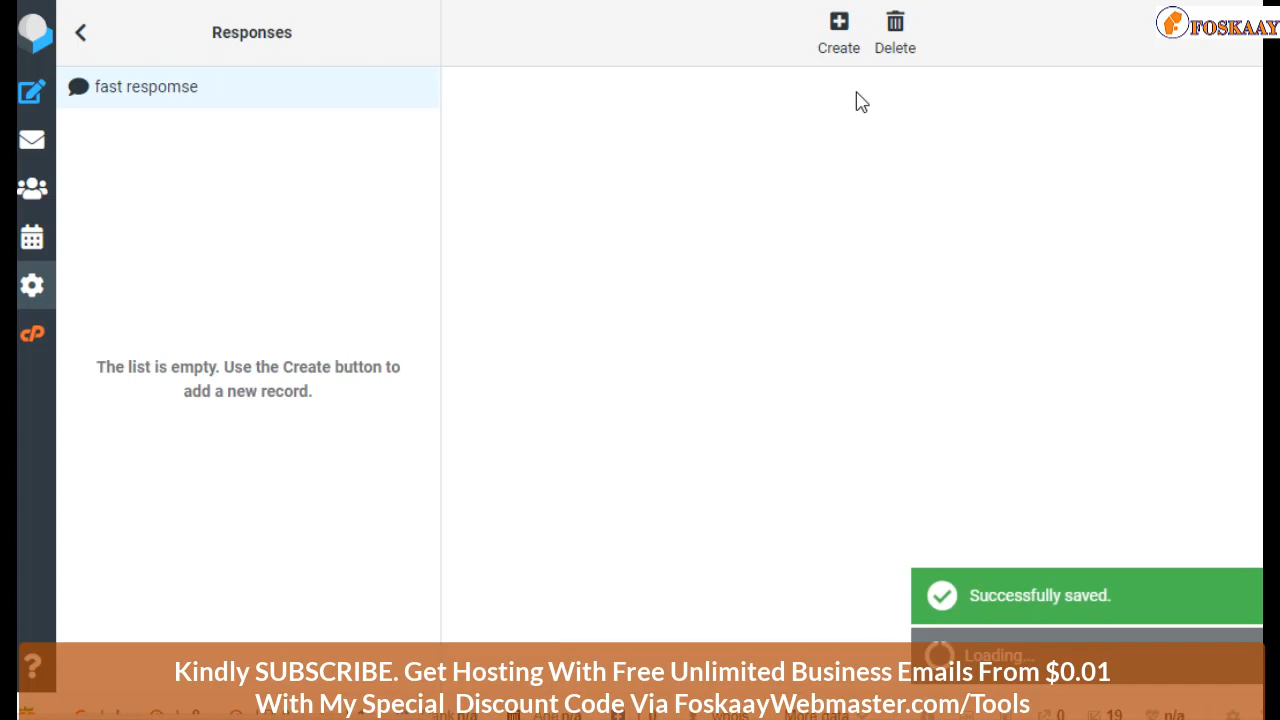 Responses
Create
Delete
FOSKAAY
fast respomse
The list is empty. Use the Create button to
add a new record.
Successfully saved.
Loading...
?
Kindly SUBSCRIBE. Get Hosting With Free Unlimited Business Emails From $0.01
With My Special Discount Code Via FoskaayWebmaster.com/Tools